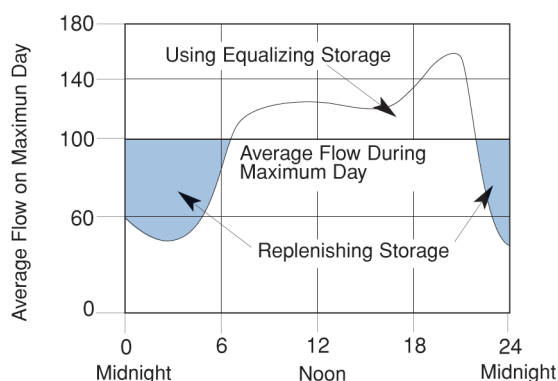 Average Flow on Maximun Day
180
140
100
60
0
Using Equalizing Storage
Average Flow During
Maximum Day
Replenishing Storage
0
6
12
18
24
Midnight
Noon
Midnight